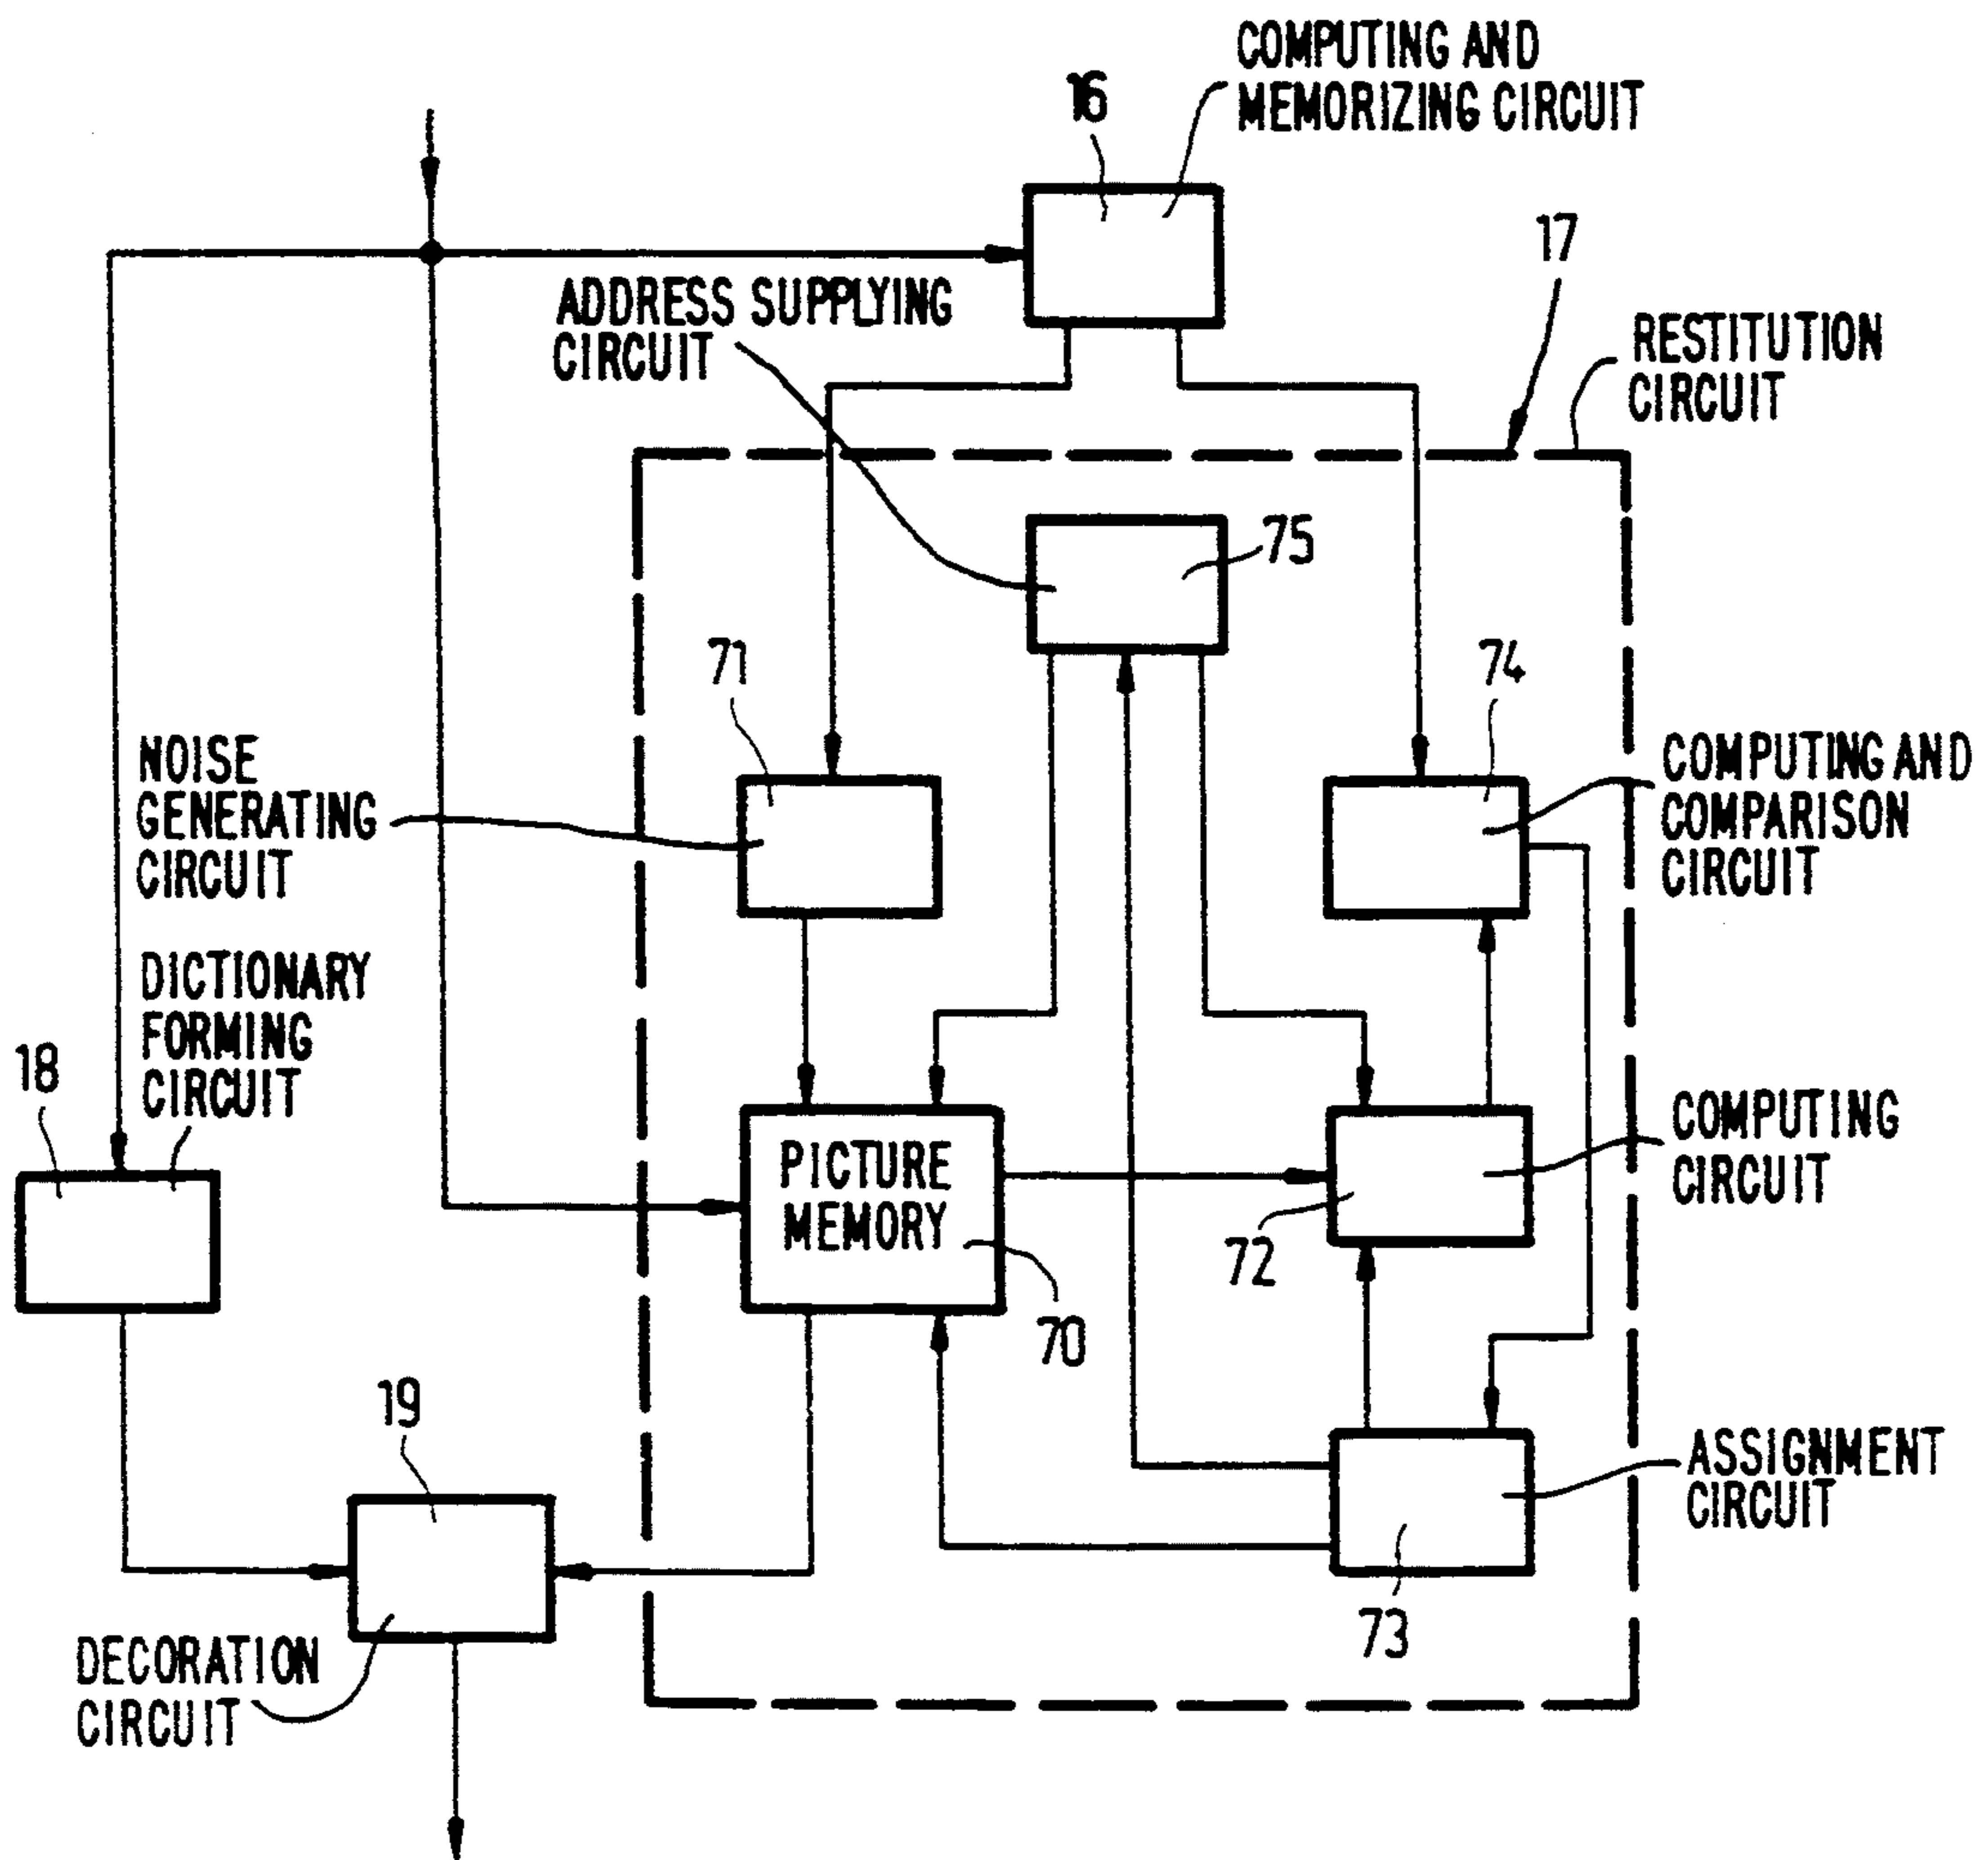 COMPUTING AND
MEMORIZING CIRCUIT
16
17
ADDRESS SUPPLYING
CIRCUIT
RESTITUTION
CIRCUIT
75
71
74
NOISE
GENERATING
CIRCUIT
COMPUTING AND
COMPARISON
CIRCUIT
DICTIONARY
FORMING
CIRCUIT
18
PICTURE
MEMORY
COMPUTING
CIRCUIT
72
70
19
ASSIGNMENT
CIRCUIT
73
DECORATION
CIRCUIT